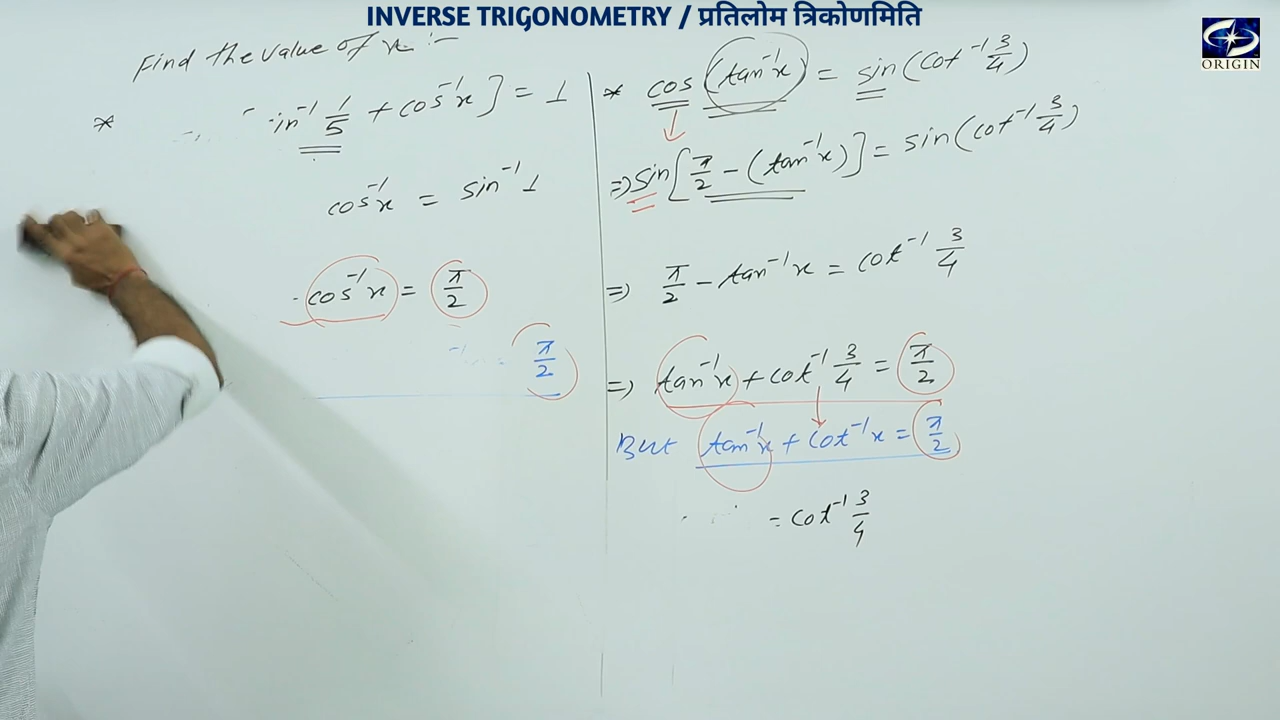 INVERSE TRIGONOMETRY / प्रतिलोम त्रिकोणमिति
ORIGIN
Find the value of x :-
* in⁻¹ 1/5 + cos⁻¹x] = 1
cos⁻¹x = sin⁻¹ 1
cos⁻¹x = π/2
π/2
* cos (tan⁻¹x) = sin (cot⁻¹ 3/4)
⇒ sin [π/2 - (tan⁻¹x)] = sin (cot⁻¹ 3/4)
⇒ π/2 - tan⁻¹x = cot⁻¹ 3/4
⇒ tan⁻¹x + cot⁻¹ 3/4 = π/2
But tan⁻¹x + cot⁻¹x = π/2
= cot⁻¹ 3/4